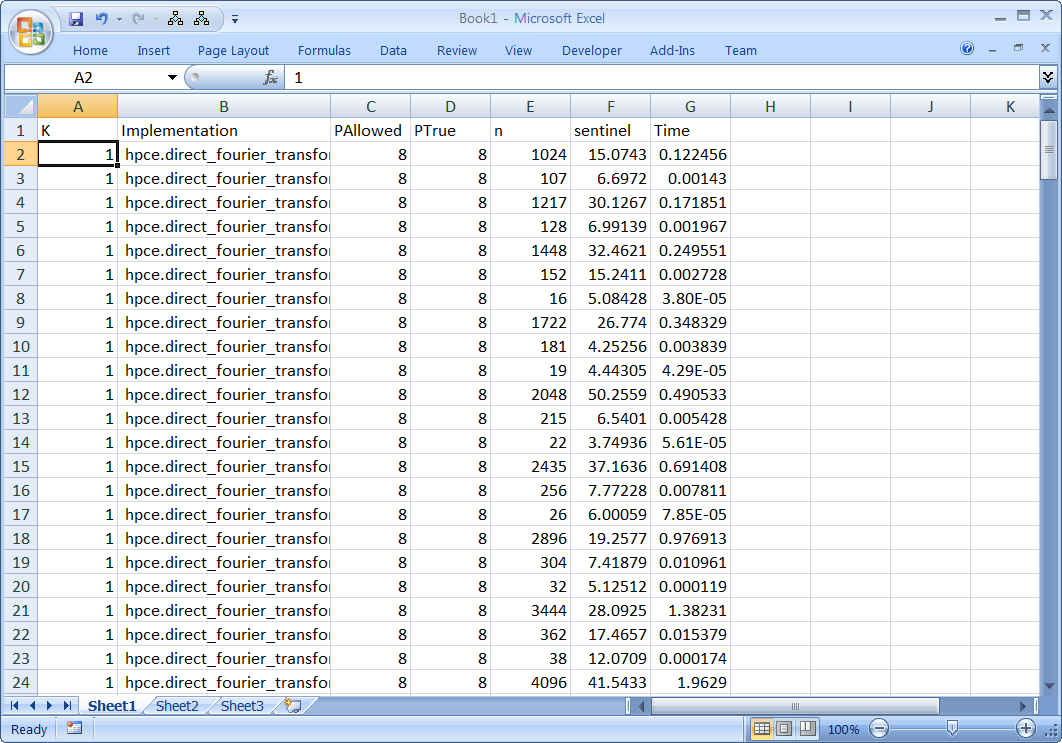 Book1 - Microsoft Excel
Home Insert Page Layout Formulas Data Review View Developer Add-Ins Team
A2 fx 1
A B C D E F G H I J K
1 K Implementation PAllowed PTrue n sentinel Time
2 1 hpce.direct_fourier_transfor 8 8 1024 15.0743 0.122456
3 1 hpce.direct_fourier_transfor 8 8 107 6.6972 0.00143
4 1 hpce.direct_fourier_transfor 8 8 1217 30.1267 0.171851
5 1 hpce.direct_fourier_transfor 8 8 128 6.99139 0.001967
6 1 hpce.direct_fourier_transfor 8 8 1448 32.4621 0.249551
7 1 hpce.direct_fourier_transfor 8 8 152 15.2411 0.002728
8 1 hpce.direct_fourier_transfor 8 8 16 5.08428 3.80E-05
9 1 hpce.direct_fourier_transfor 8 8 1722 26.774 0.348329
10 1 hpce.direct_fourier_transfor 8 8 181 4.25256 0.003839
11 1 hpce.direct_fourier_transfor 8 8 19 4.44305 4.29E-05
12 1 hpce.direct_fourier_transfor 8 8 2048 50.2559 0.490533
13 1 hpce.direct_fourier_transfor 8 8 215 6.5401 0.005428
14 1 hpce.direct_fourier_transfor 8 8 22 3.74936 5.61E-05
15 1 hpce.direct_fourier_transfor 8 8 2435 37.1636 0.691408
16 1 hpce.direct_fourier_transfor 8 8 256 7.77228 0.007811
17 1 hpce.direct_fourier_transfor 8 8 26 6.00059 7.85E-05
18 1 hpce.direct_fourier_transfor 8 8 2896 19.2577 0.976913
19 1 hpce.direct_fourier_transfor 8 8 304 7.41879 0.010961
20 1 hpce.direct_fourier_transfor 8 8 32 5.12512 0.000119
21 1 hpce.direct_fourier_transfor 8 8 3444 28.0925 1.38231
22 1 hpce.direct_fourier_transfor 8 8 362 17.4657 0.015379
23 1 hpce.direct_fourier_transfor 8 8 38 12.0709 0.000174
24 1 hpce.direct_fourier_transfor 8 8 4096 41.5433 1.9629
Sheet1 Sheet2 Sheet3
Ready 100%